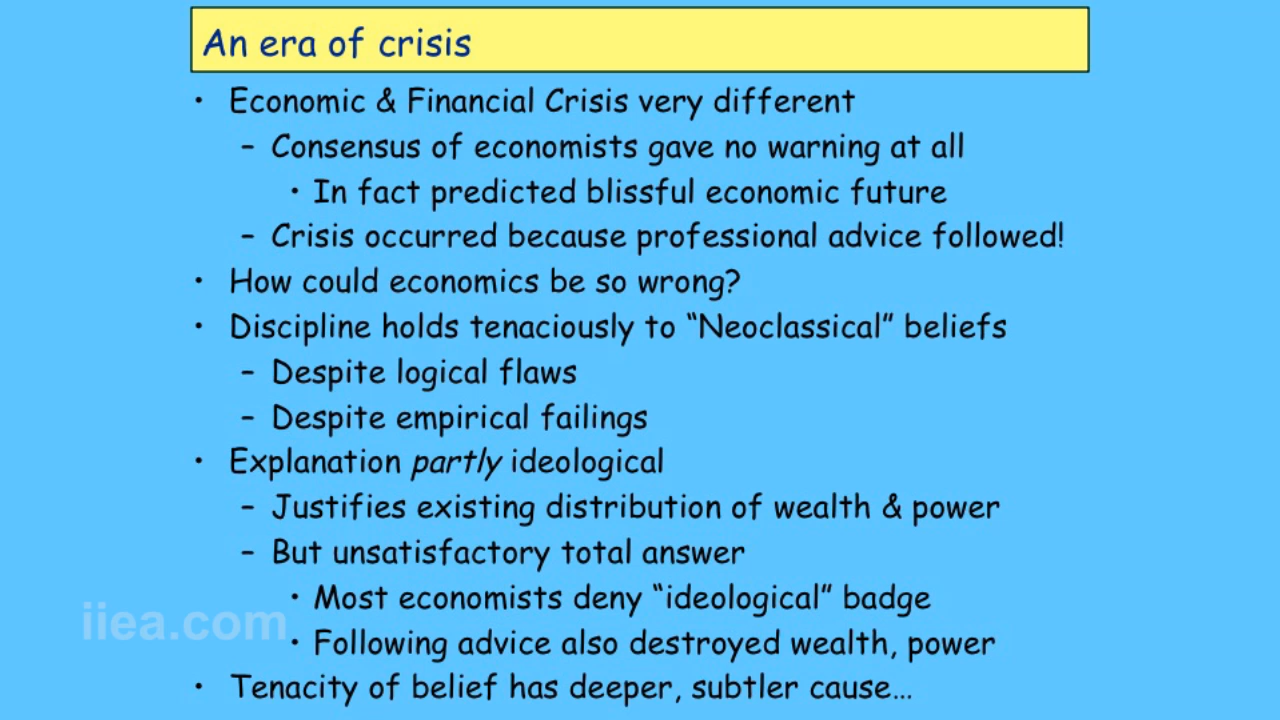 An era of crisis
• Economic & Financial Crisis very different
– Consensus of economists gave no warning at all
• In fact predicted blissful economic future
– Crisis occurred because professional advice followed!
• How could economics be so wrong?
• Discipline holds tenaciously to “Neoclassical” beliefs
– Despite logical flaws
– Despite empirical failings
• Explanation partly ideological
– Justifies existing distribution of wealth & power
– But unsatisfactory total answer
• Most economists deny “ideological” badge
iiea.com
• Following advice also destroyed wealth, power
• Tenacity of belief has deeper, subtler cause…